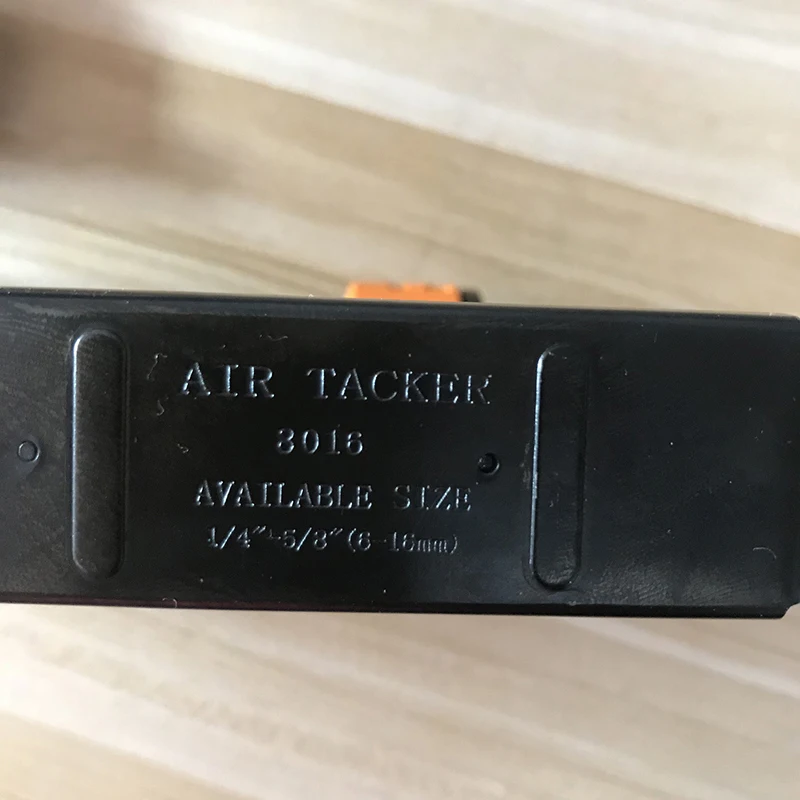 AIR TACKER
8016
AVAILABLE SIZE
1/4"-5/8"(6-16mm)